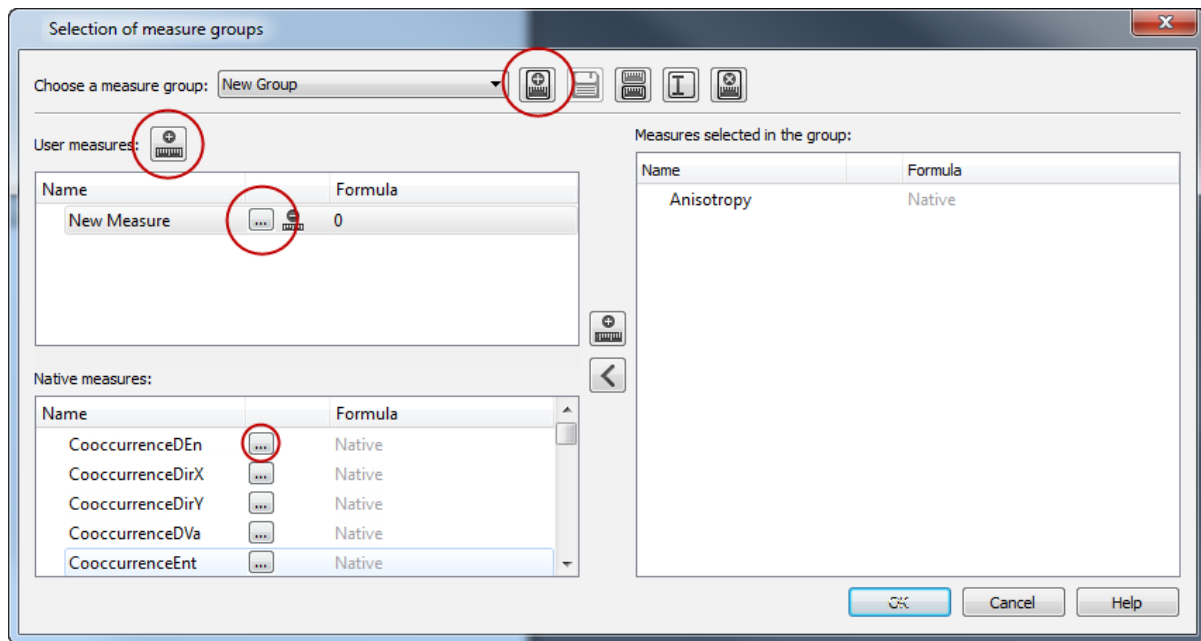 Selection of measure groups
Choose a measure group: New Group
User measures:
Name Formula
New Measure ... 0
Native measures:
Name Formula
CooccurrenceDEn ... Native
CooccurrenceDirX ... Native
CooccurrenceDirY ... Native
CooccurrenceDVa ... Native
CooccurrenceEnt ... Native
Measures selected in the group:
Name Formula
Anisotropy Native
OK Cancel Help